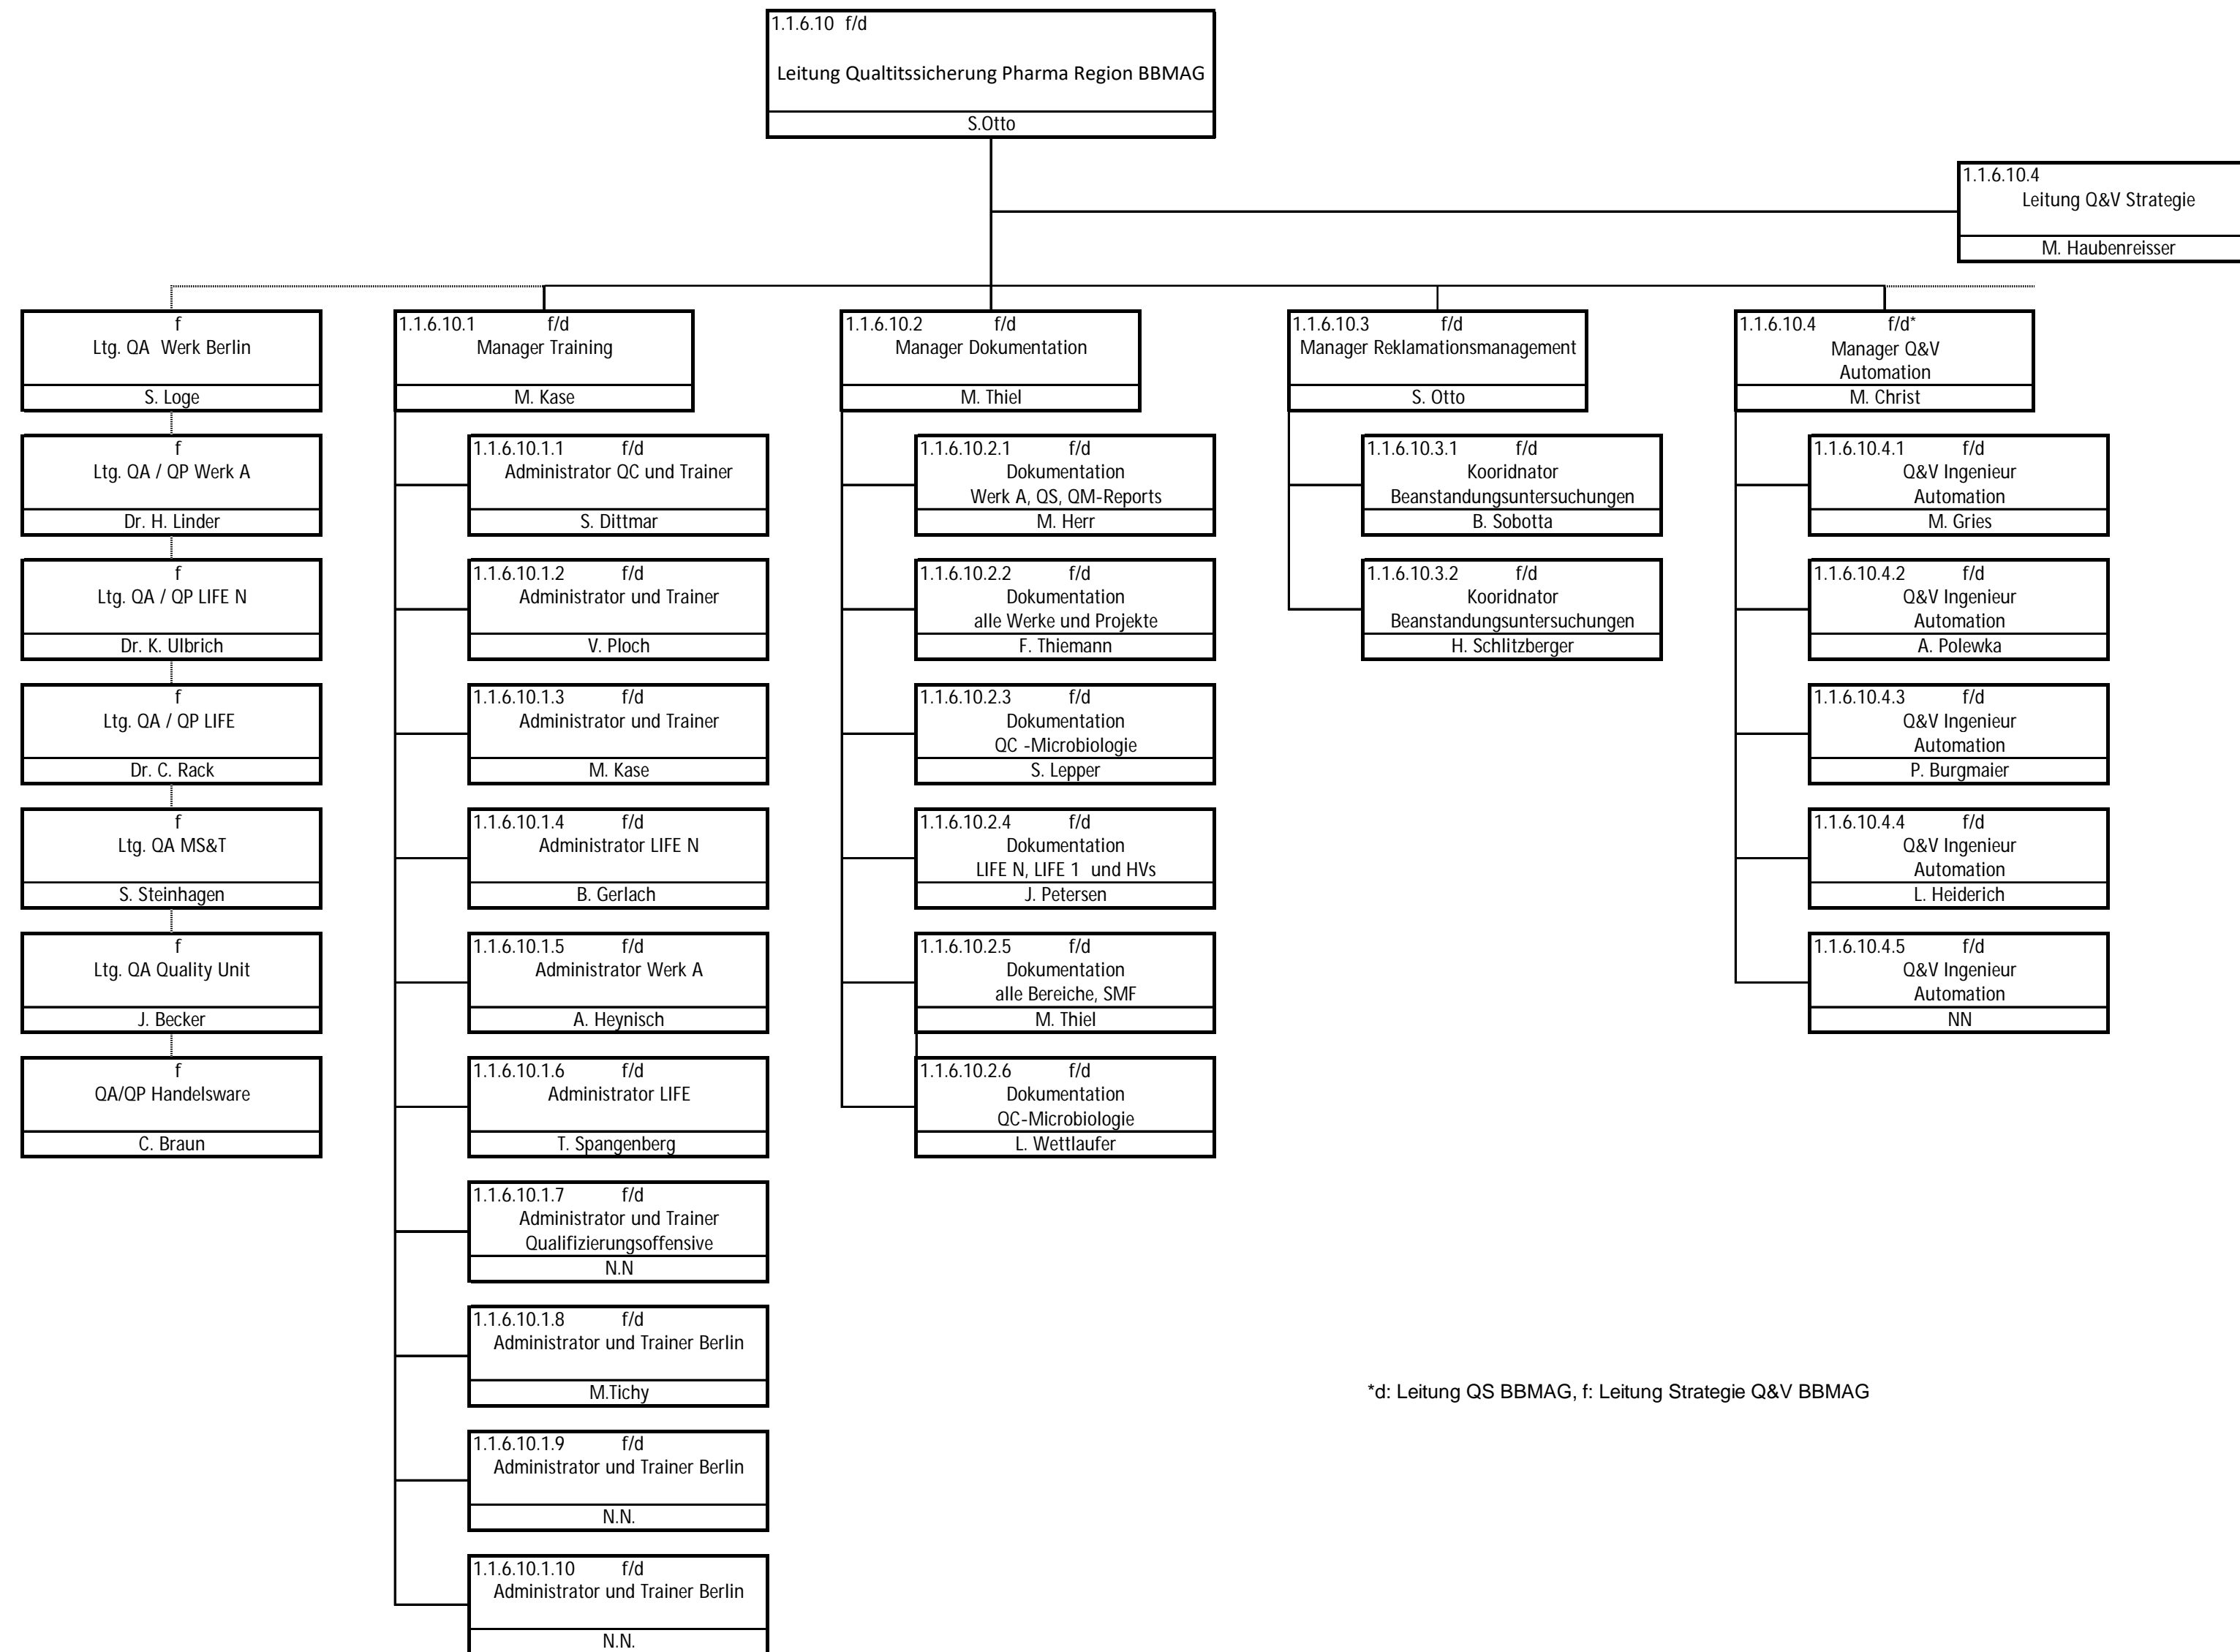 1.1.6.10 f/d
Leitung Qualtitssicherung Pharma Region BBMAG
S.Otto
1.1.6.10.4
Leitung Q&V Strategie
M. Haubenreisser
f
Ltg. QA Werk Berlin
S. Loge
f
Ltg. QA / QP Werk A
Dr. H. Linder
f
Ltg. QA / QP LIFE N
Dr. K. Ulbrich
f
Ltg. QA / QP LIFE
Dr. C. Rack
f
Ltg. QA MS&T
S. Steinhagen
f
Ltg. QA Quality Unit
J. Becker
f
QA/QP Handelsware
C. Braun
1.1.6.10.1 f/d
Manager Training
M. Kase
1.1.6.10.1.1 f/d
Administrator QC und Trainer
S. Dittmar
1.1.6.10.1.2 f/d
Administrator und Trainer
V. Ploch
1.1.6.10.1.3 f/d
Administrator und Trainer
M. Kase
1.1.6.10.1.4 f/d
Administrator LIFE N
B. Gerlach
1.1.6.10.1.5 f/d
Administrator Werk A
A. Heynisch
1.1.6.10.1.6 f/d
Administrator LIFE
T. Spangenberg
1.1.6.10.1.7 f/d
Administrator und Trainer
Qualifizierungsoffensive
N.N
1.1.6.10.1.8 f/d
Administrator und Trainer Berlin
M.Tichy
1.1.6.10.1.9 f/d
Administrator und Trainer Berlin
N.N.
1.1.6.10.1.10 f/d
Administrator und Trainer Berlin
N.N.
1.1.6.10.2 f/d
Manager Dokumentation
M. Thiel
1.1.6.10.2.1 f/d
Dokumentation
Werk A, QS, QM-Reports
M. Herr
1.1.6.10.2.2 f/d
Dokumentation
alle Werke und Projekte
F. Thiemann
1.1.6.10.2.3 f/d
Dokumentation
QC -Microbiologie
S. Lepper
1.1.6.10.2.4 f/d
Dokumentation
LIFE N, LIFE 1 und HVs
J. Petersen
1.1.6.10.2.5 f/d
Dokumentation
alle Bereiche, SMF
M. Thiel
1.1.6.10.2.6 f/d
Dokumentation
QC-Microbiologie
L. Wettlaufer
1.1.6.10.3 f/d
Manager Reklamationsmanagement
S. Otto
1.1.6.10.3.1 f/d
Kooridnator
Beanstandungsuntersuchungen
B. Sobotta
1.1.6.10.3.2 f/d
Kooridnator
Beanstandungsuntersuchungen
H. Schlitzberger
1.1.6.10.4 f/d*
Manager Q&V
Automation
M. Christ
1.1.6.10.4.1 f/d
Q&V Ingenieur
Automation
M. Gries
1.1.6.10.4.2 f/d
Q&V Ingenieur
Automation
A. Polewka
1.1.6.10.4.3 f/d
Q&V Ingenieur
Automation
P. Burgmaier
1.1.6.10.4.4 f/d
Q&V Ingenieur
Automation
L. Heiderich
1.1.6.10.4.5 f/d
Q&V Ingenieur
Automation
NN
*d: Leitung QS BBMAG, f: Leitung Strategie Q&V BBMAG